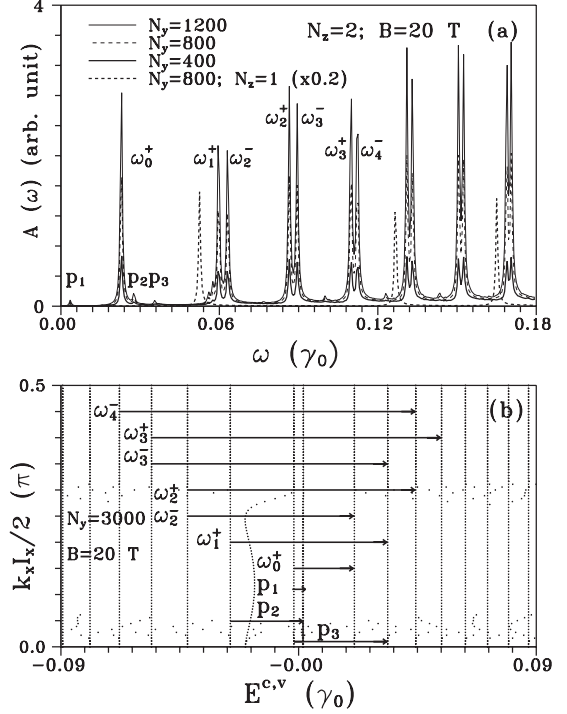 4
N_y=1200
N_y=800
N_y=400
N_y=800; N_z=1 (x0.2)
N_z=2; B=20 T (a)
A (ω) (arb. unit)
ω_0^+
ω_1^+
ω_2^-
ω_2^+
ω_3^-
ω_3^+
ω_4^-
p_1
p_2 p_3
0
0.00
0.06
0.12
0.18
ω (γ_0)
0.5
(b)
ω_4^-
ω_3^+
ω_3^-
ω_2^+
N_y=3000
ω_2^-
B=20 T
ω_1^+
ω_0^+
p_1
p_2
p_3
k_xI_x/2 (π)
0.0
−0.09
−0.00
0.09
E^{c,v} (γ_0)